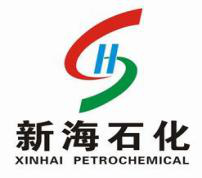 H
新海石化
XINHAI PETROCHEMICAL